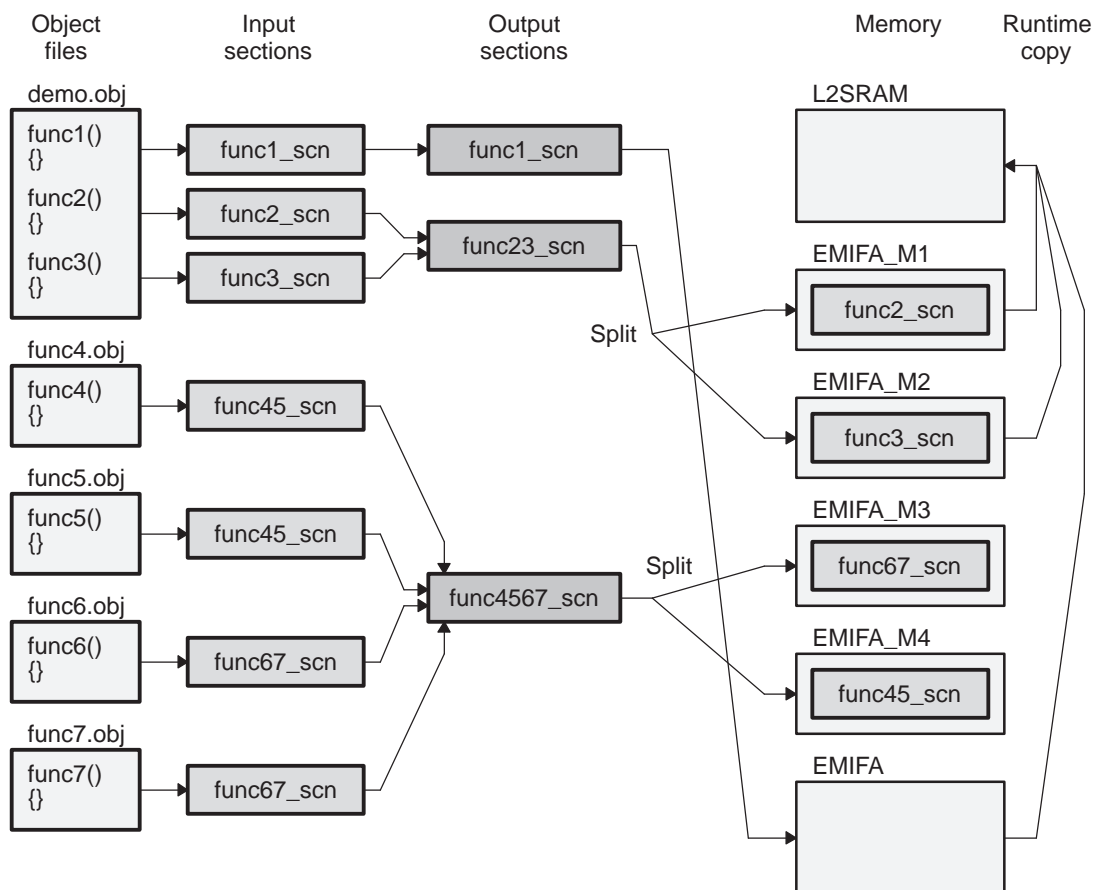 Object
files
Input
sections
Output
sections
Memory
Runtime
copy
demo.obj
func1()
{}
func2()
{}
func3()
{}
func4.obj
func4()
{}
func5.obj
func5()
{}
func6.obj
func6()
{}
func7.obj
func7()
{}
func1_scn
func2_scn
func3_scn
func45_scn
func45_scn
func67_scn
func67_scn
func1_scn
func23_scn
func4567_scn
Split
Split
L2SRAM
EMIFA_M1
func2_scn
EMIFA_M2
func3_scn
EMIFA_M3
func67_scn
EMIFA_M4
func45_scn
EMIFA